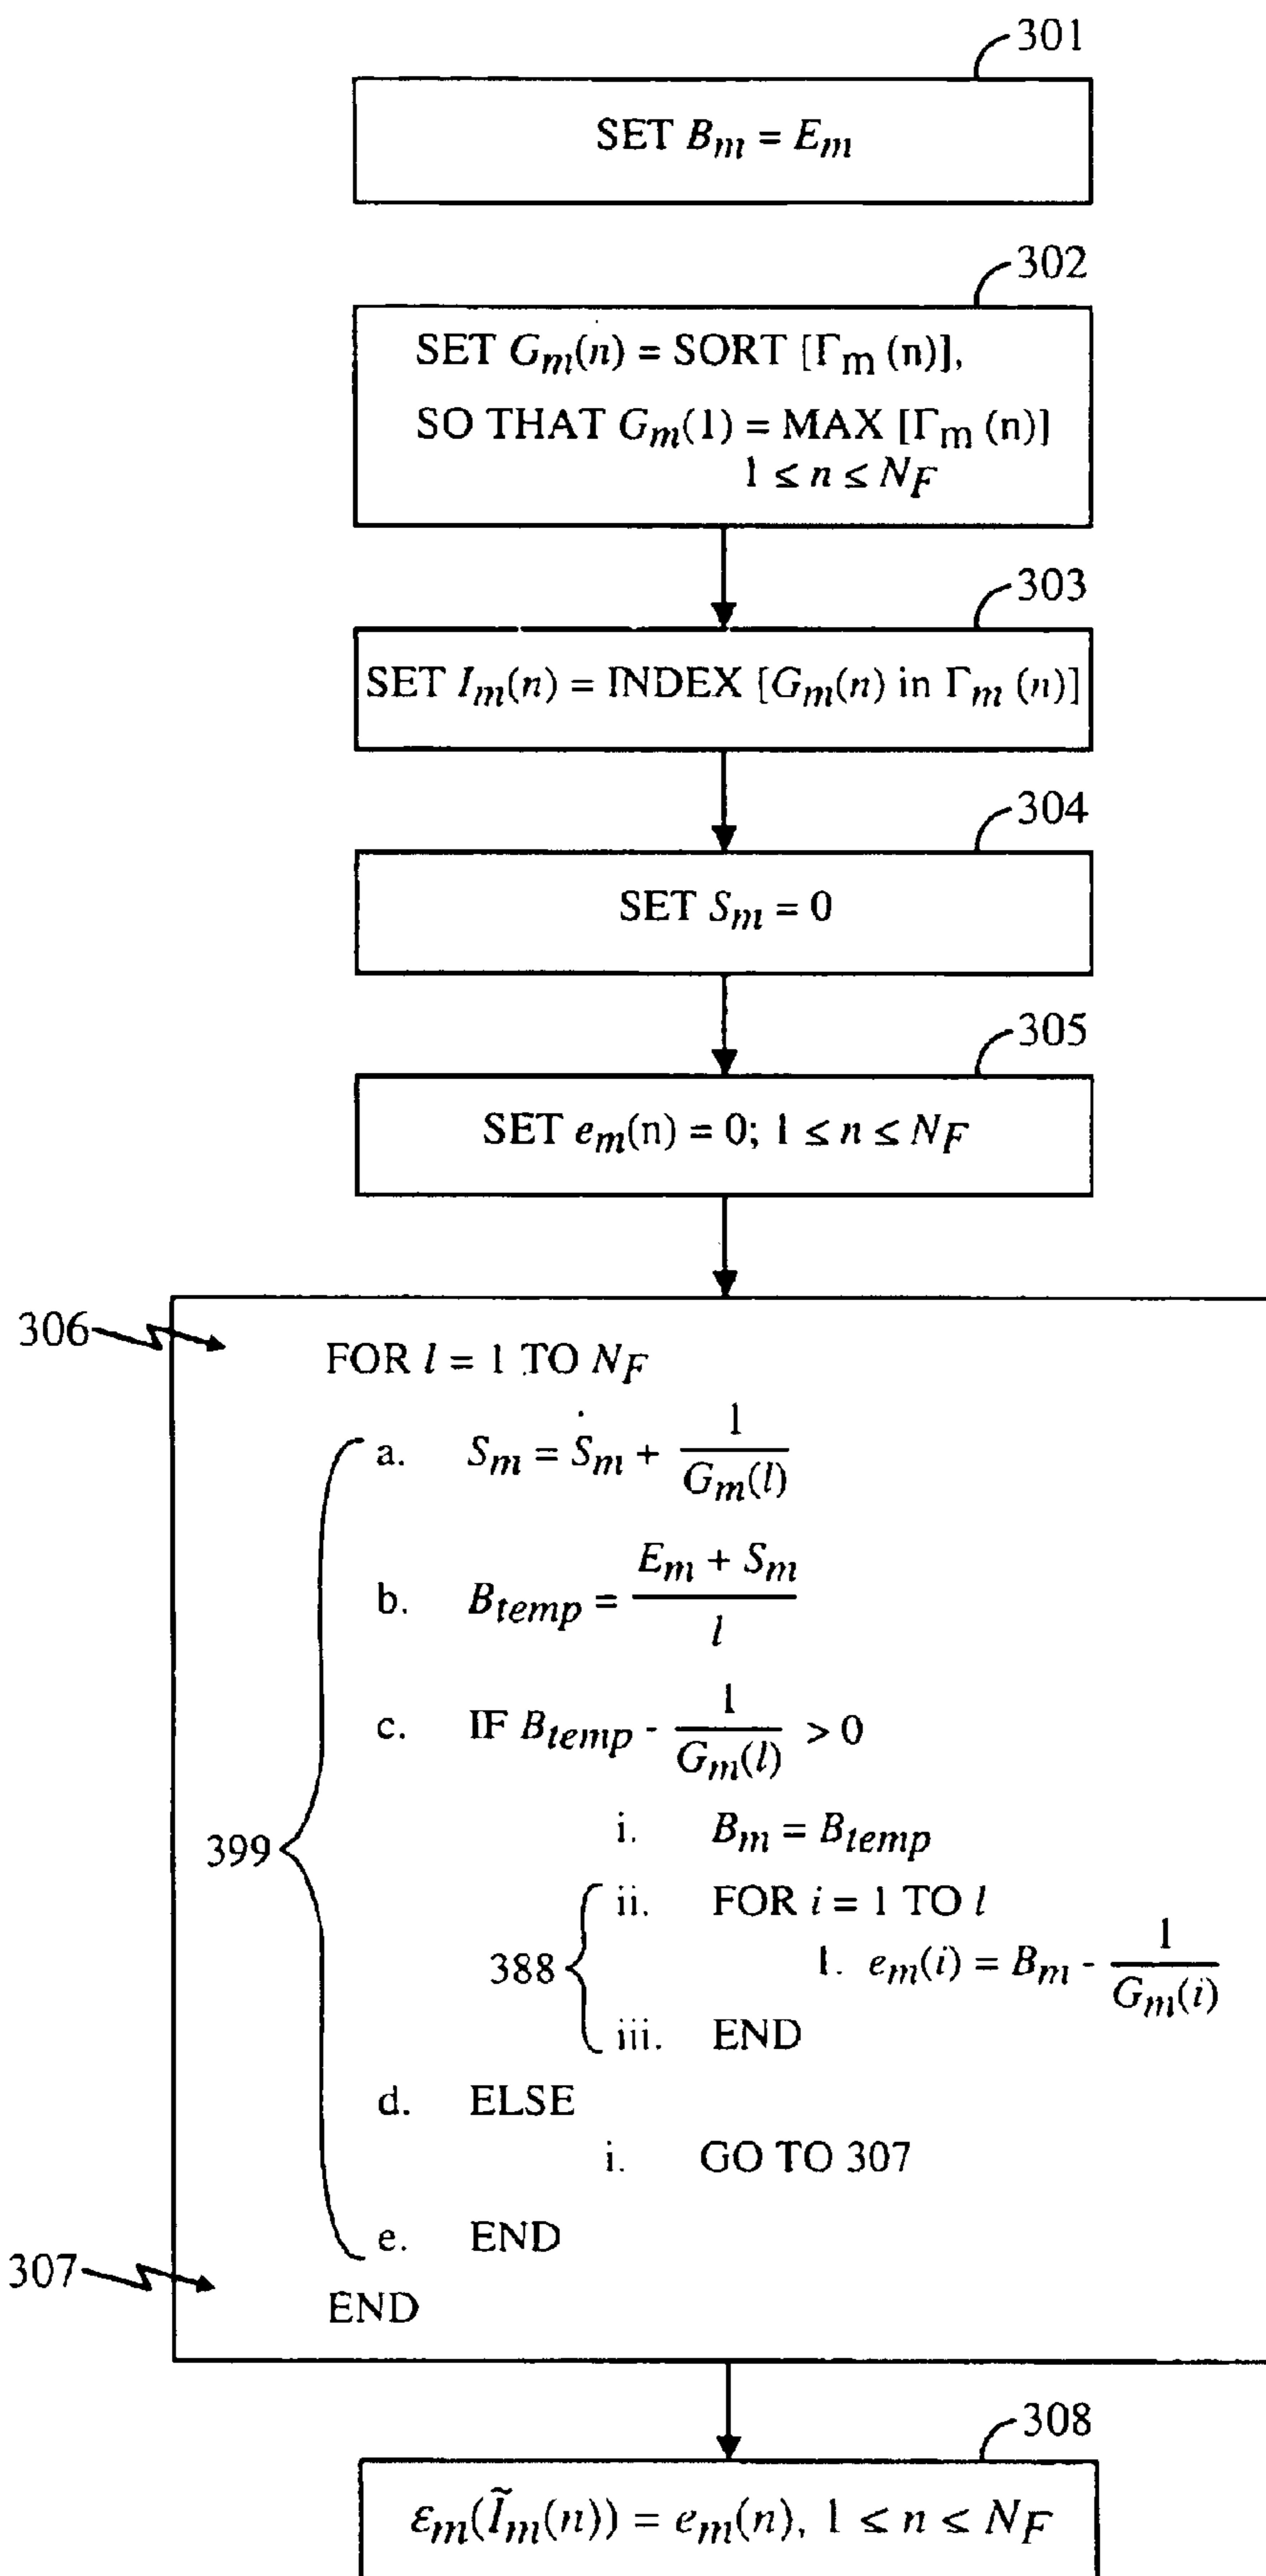 301
SET Bm = Em
302
SET Gm(n) = SORT [Γm (n)],
SO THAT Gm(1) = MAX [Γm (n)]
1 ≤ n ≤ NF
303
SET Im(n) = INDEX [Gm(n) in Γm (n)]
304
SET Sm = 0
305
SET em(n) = 0; 1 ≤ n ≤ NF
306
FOR l = 1 TO NF
a. Sm = Sm + 1/Gm(l)
b. Btemp = (Em + Sm)/l
c. IF Btemp - 1/Gm(l) > 0
i. Bm = Btemp
399
ii. FOR i = 1 TO l
388
1. em(i) = Bm - 1/Gm(i)
iii. END
d. ELSE
i. GO TO 307
e. END
307
END
308
εm(Ĩm(n)) = em(n), 1 ≤ n ≤ NF